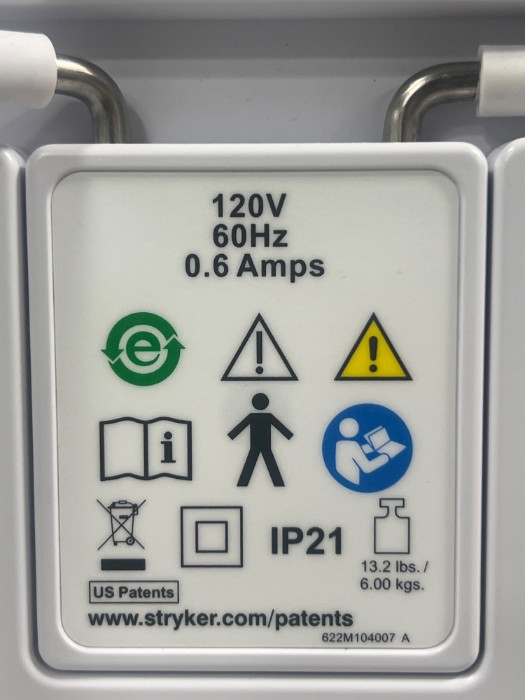 120V
60Hz
0.6 Amps
e
i
IP21
13.2 lbs. /
6.00 kgs.
US Patents
www.stryker.com/patents
622M104007 A